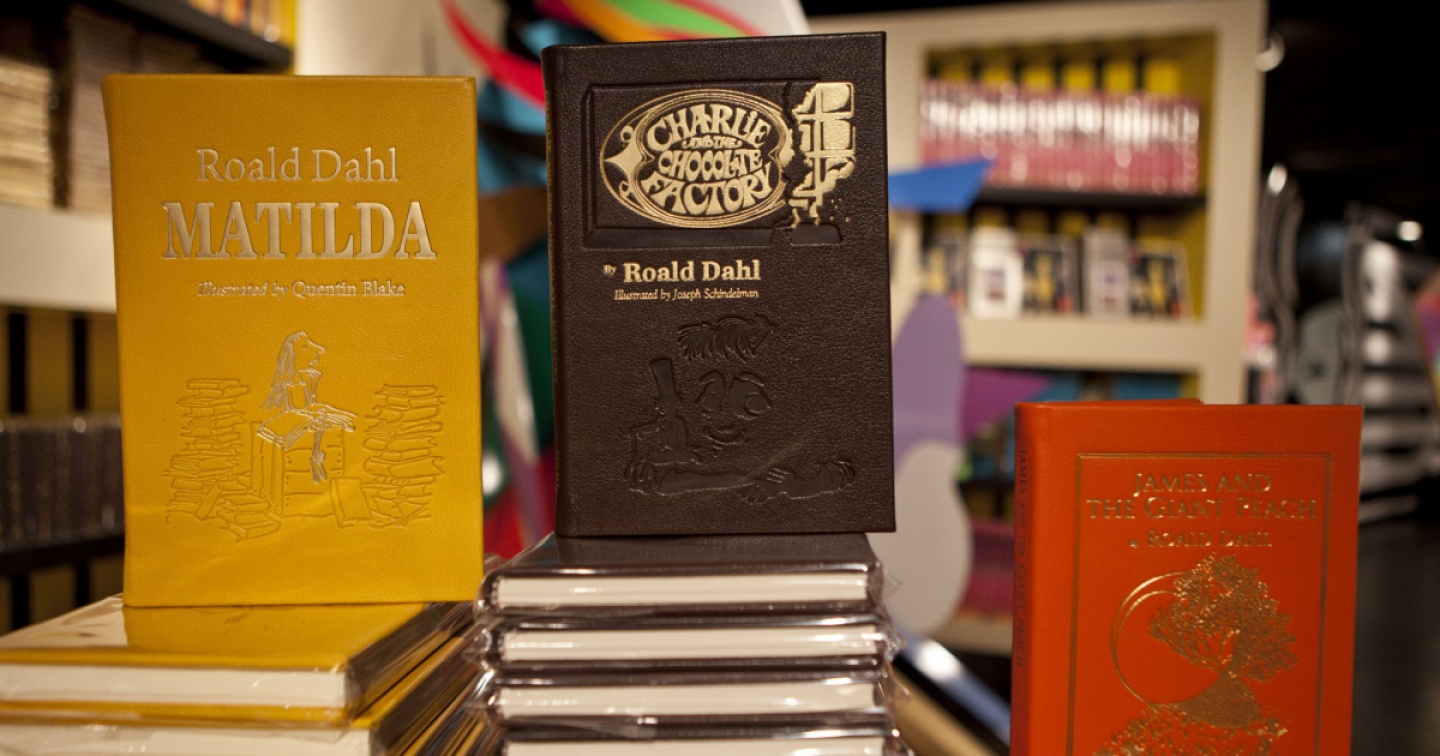 Roald Dahl
MATILDA
Illustrated by Quentin Blake
CHARLIE
AND THE
CHOCOLATE
FACTORY
By Roald Dahl
Illustrated by Joseph Schindelman
JAMES AND
THE GIANT PEACH
ROALD DAHL